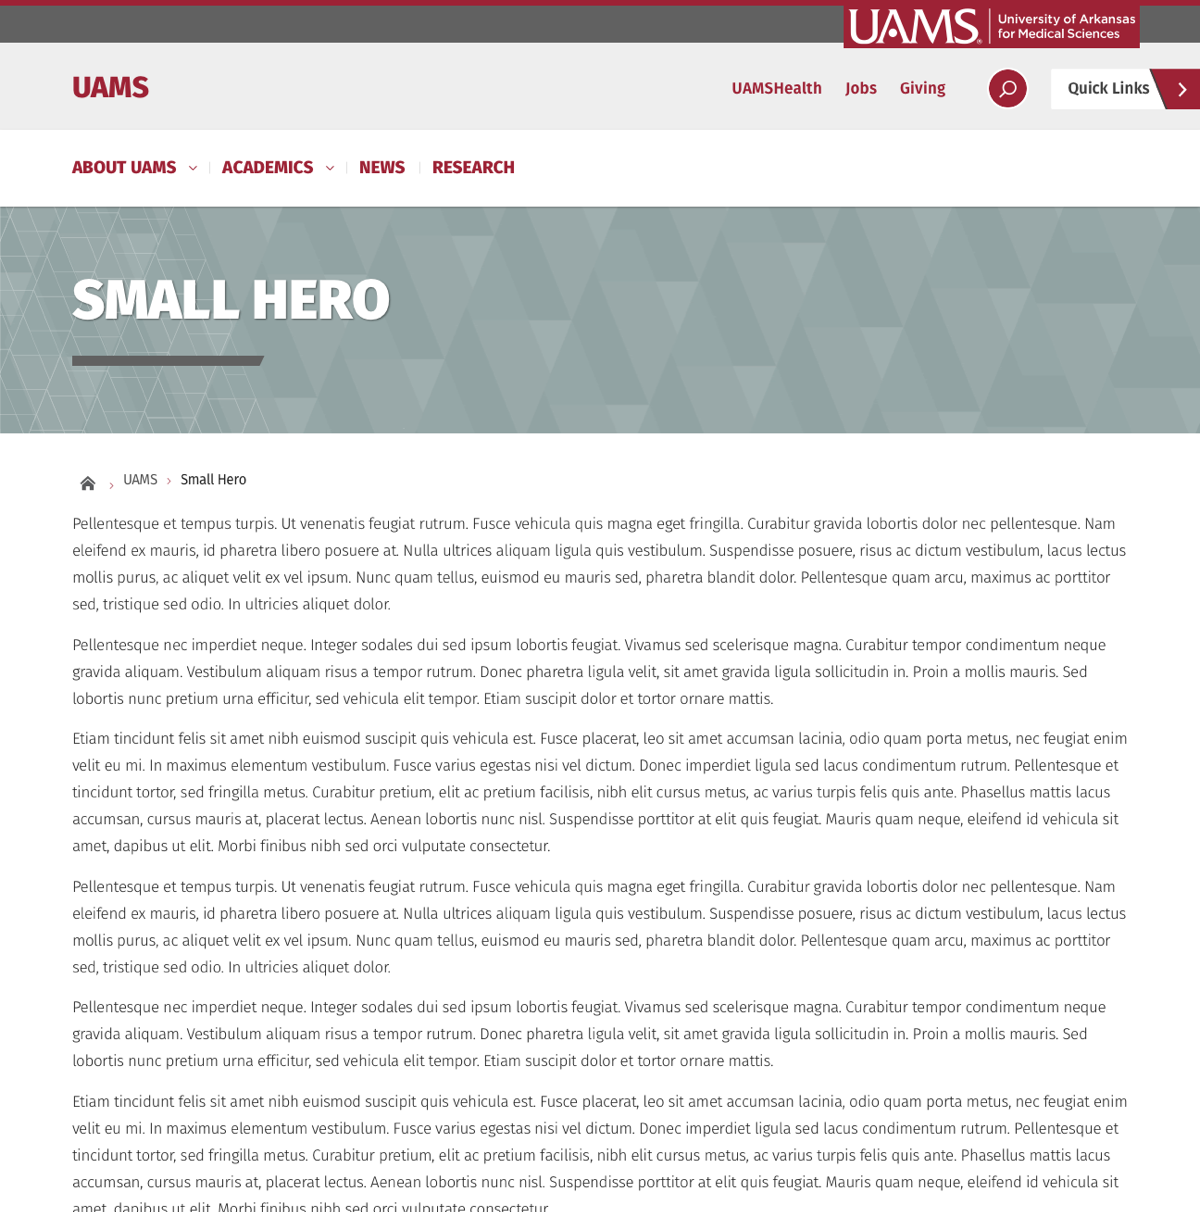 UAMS University of Arkansas
for Medical Sciences
UAMS
UAMSHealth Jobs Giving Quick Links
ABOUT UAMS ACADEMICS NEWS RESEARCH
SMALL HERO
UAMS Small Hero
Pellentesque et tempus turpis. Ut venenatis feugiat rutrum. Fusce vehicula quis magna eget fringilla. Curabitur gravida lobortis dolor nec pellentesque. Nam
eleifend ex mauris, id pharetra libero posuere at. Nulla ultrices aliquam ligula quis vestibulum. Suspendisse posuere, risus ac dictum vestibulum, lacus lectus
mollis purus, ac aliquet velit ex vel ipsum. Nunc quam tellus, euismod eu mauris sed, pharetra blandit dolor. Pellentesque quam arcu, maximus ac porttitor
sed, tristique sed odio. In ultricies aliquet dolor.
Pellentesque nec imperdiet neque. Integer sodales dui sed ipsum lobortis feugiat. Vivamus sed scelerisque magna. Curabitur tempor condimentum neque
gravida aliquam. Vestibulum aliquam risus a tempor rutrum. Donec pharetra ligula velit, sit amet gravida ligula sollicitudin in. Proin a mollis mauris. Sed
lobortis nunc pretium urna efficitur, sed vehicula elit tempor. Etiam suscipit dolor et tortor ornare mattis.
Etiam tincidunt felis sit amet nibh euismod suscipit quis vehicula est. Fusce placerat, leo sit amet accumsan lacinia, odio quam porta metus, nec feugiat enim
velit eu mi. In maximus elementum vestibulum. Fusce varius egestas nisi vel dictum. Donec imperdiet ligula sed lacus condimentum rutrum. Pellentesque et
tincidunt tortor, sed fringilla metus. Curabitur pretium, elit ac pretium facilisis, nibh elit cursus metus, ac varius turpis felis quis ante. Phasellus mattis lacus
accumsan, cursus mauris at, placerat lectus. Aenean lobortis nunc nisl. Suspendisse porttitor at elit quis feugiat. Mauris quam neque, eleifend id vehicula sit
amet, dapibus ut elit. Morbi finibus nibh sed orci vulputate consectetur.
Pellentesque et tempus turpis. Ut venenatis feugiat rutrum. Fusce vehicula quis magna eget fringilla. Curabitur gravida lobortis dolor nec pellentesque. Nam
eleifend ex mauris, id pharetra libero posuere at. Nulla ultrices aliquam ligula quis vestibulum. Suspendisse posuere, risus ac dictum vestibulum, lacus lectus
mollis purus, ac aliquet velit ex vel ipsum. Nunc quam tellus, euismod eu mauris sed, pharetra blandit dolor. Pellentesque quam arcu, maximus ac porttitor
sed, tristique sed odio. In ultricies aliquet dolor.
Pellentesque nec imperdiet neque. Integer sodales dui sed ipsum lobortis feugiat. Vivamus sed scelerisque magna. Curabitur tempor condimentum neque
gravida aliquam. Vestibulum aliquam risus a tempor rutrum. Donec pharetra ligula velit, sit amet gravida ligula sollicitudin in. Proin a mollis mauris. Sed
lobortis nunc pretium urna efficitur, sed vehicula elit tempor. Etiam suscipit dolor et tortor ornare mattis.
Etiam tincidunt felis sit amet nibh euismod suscipit quis vehicula est. Fusce placerat, leo sit amet accumsan lacinia, odio quam porta metus, nec feugiat enim
velit eu mi. In maximus elementum vestibulum. Fusce varius egestas nisi vel dictum. Donec imperdiet ligula sed lacus condimentum rutrum. Pellentesque et
tincidunt tortor, sed fringilla metus. Curabitur pretium, elit ac pretium facilisis, nibh elit cursus metus, ac varius turpis felis quis ante. Phasellus mattis lacus
accumsan, cursus mauris at, placerat lectus. Aenean lobortis nunc nisl. Suspendisse porttitor at elit quis feugiat. Mauris quam neque, eleifend id vehicula sit
amet, dapibus ut elit. Morbi finibus nibh sed orci vulputate consectetur.